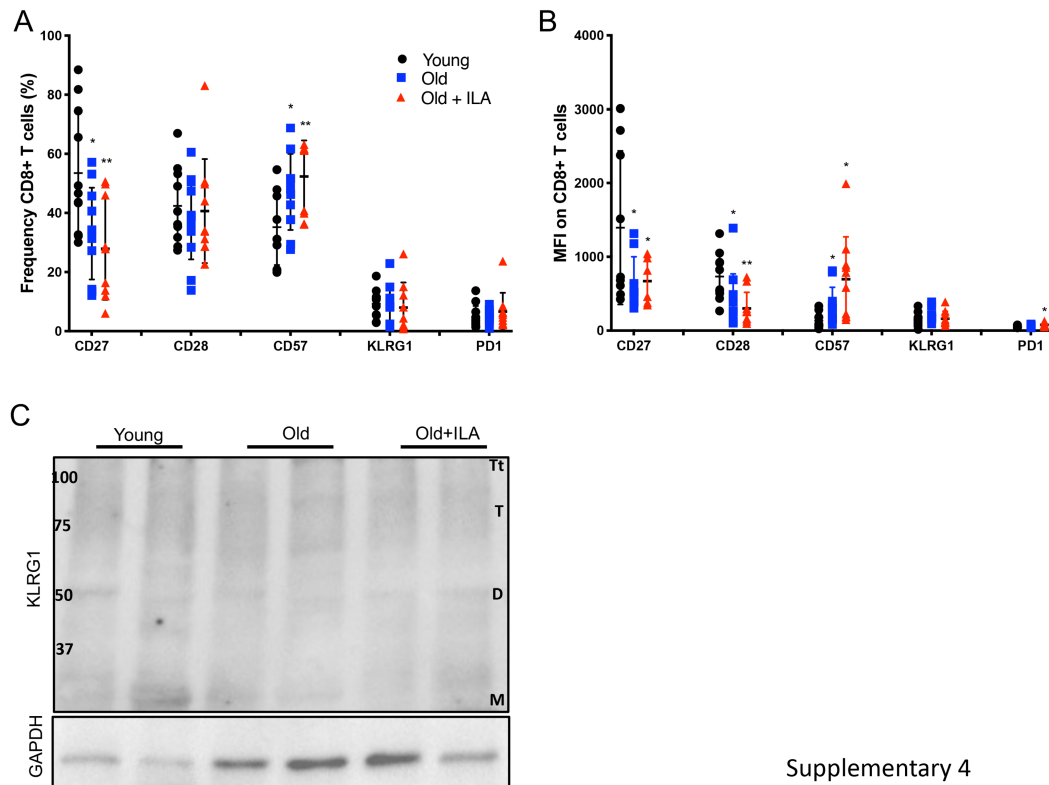 A
B
Frequency CD8+ T cells (%)
100
80
60
40
20
0
Young
Old
Old + ILA
*
**
*
**
CD27
CD28
CD57
KLRG1
PD1
MFI on CD8+ T cells
4000
3000
2000
1000
0
*
*
*
**
*
*
*
CD27
CD28
CD57
KLRG1
PD1
C
Young
Old
Old+ILA
KLRG1
100
75
50
37
Tt
T
D
M
GAPDH
Supplementary 4